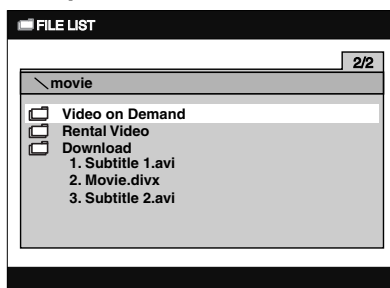 FILE LIST
2/2
\movie
Video on Demand
Rental Video
Download
1. Subtitle 1.avi
2. Movie.divx
3. Subtitle 2.avi